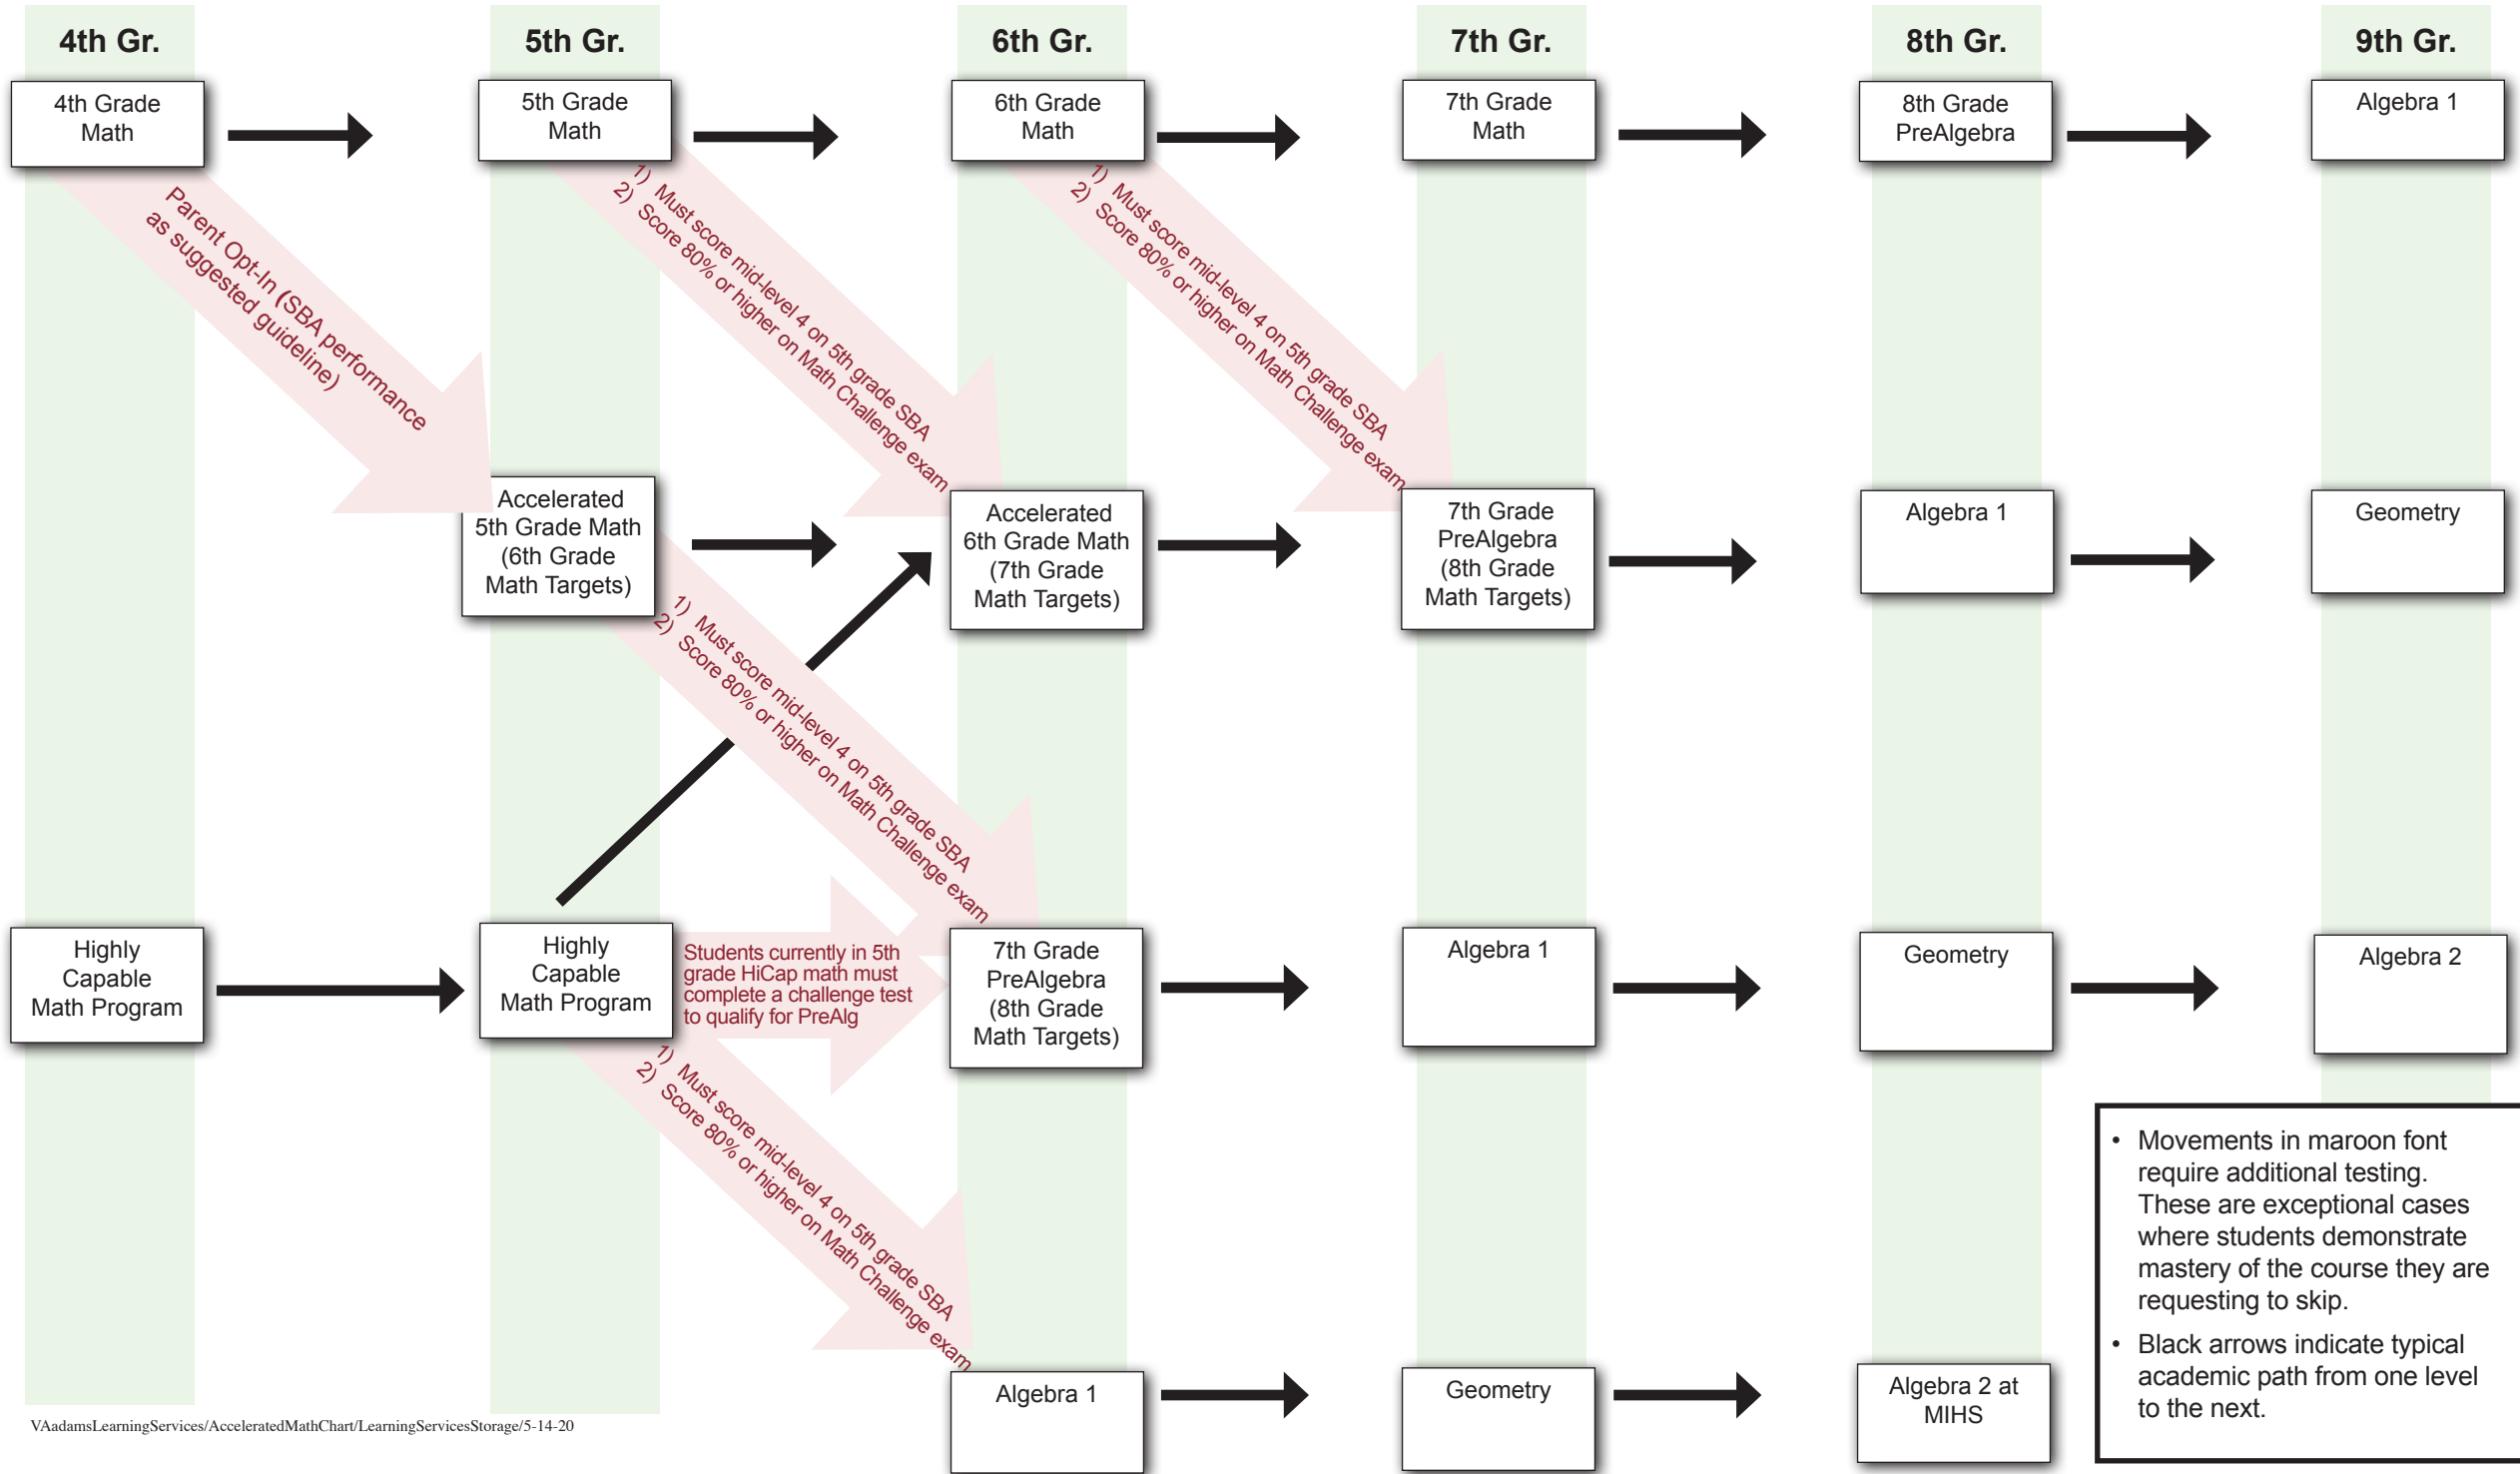 4th Gr.
5th Gr.
6th Gr.
7th Gr.
8th Gr.
9th Gr.
4th Grade
Math
5th Grade
Math
6th Grade
Math
7th Grade
Math
8th Grade
PreAlgebra
Algebra 1
Parent Opt-In (SBA performance
as suggested guideline)
1) Must score mid-level 4 on 5th grade SBA
2) Score 80% or higher on Math Challenge exam
1) Must score mid-level 4 on 5th grade SBA
2) Score 80% or higher on Math Challenge exam
Accelerated
5th Grade Math
(6th Grade
Math Targets)
Accelerated
6th Grade Math
(7th Grade
Math Targets)
7th Grade
PreAlgebra
(8th Grade
Math Targets)
Algebra 1
Geometry
1) Must score mid-level 4 on 5th grade SBA
2) Score 80% or higher on Math Challenge exam
Highly
Capable
Math Program
Highly
Capable
Math Program
Students currently in 5th
grade HiCap math must
complete a challenge test
to qualify for PreAlg
7th Grade
PreAlgebra
(8th Grade
Math Targets)
Algebra 1
Geometry
Algebra 2
1) Must score mid-level 4 on 5th grade SBA
2) Score 80% or higher on Math Challenge exam
Algebra 1
Geometry
Algebra 2 at
MIHS
• Movements in maroon font
require additional testing.
These are exceptional cases
where students demonstrate
mastery of the course they are
requesting to skip.
• Black arrows indicate typical
academic path from one level
to the next.
VAadamsLearningServices/AcceleratedMathChart/LearningServicesStorage/5-14-20